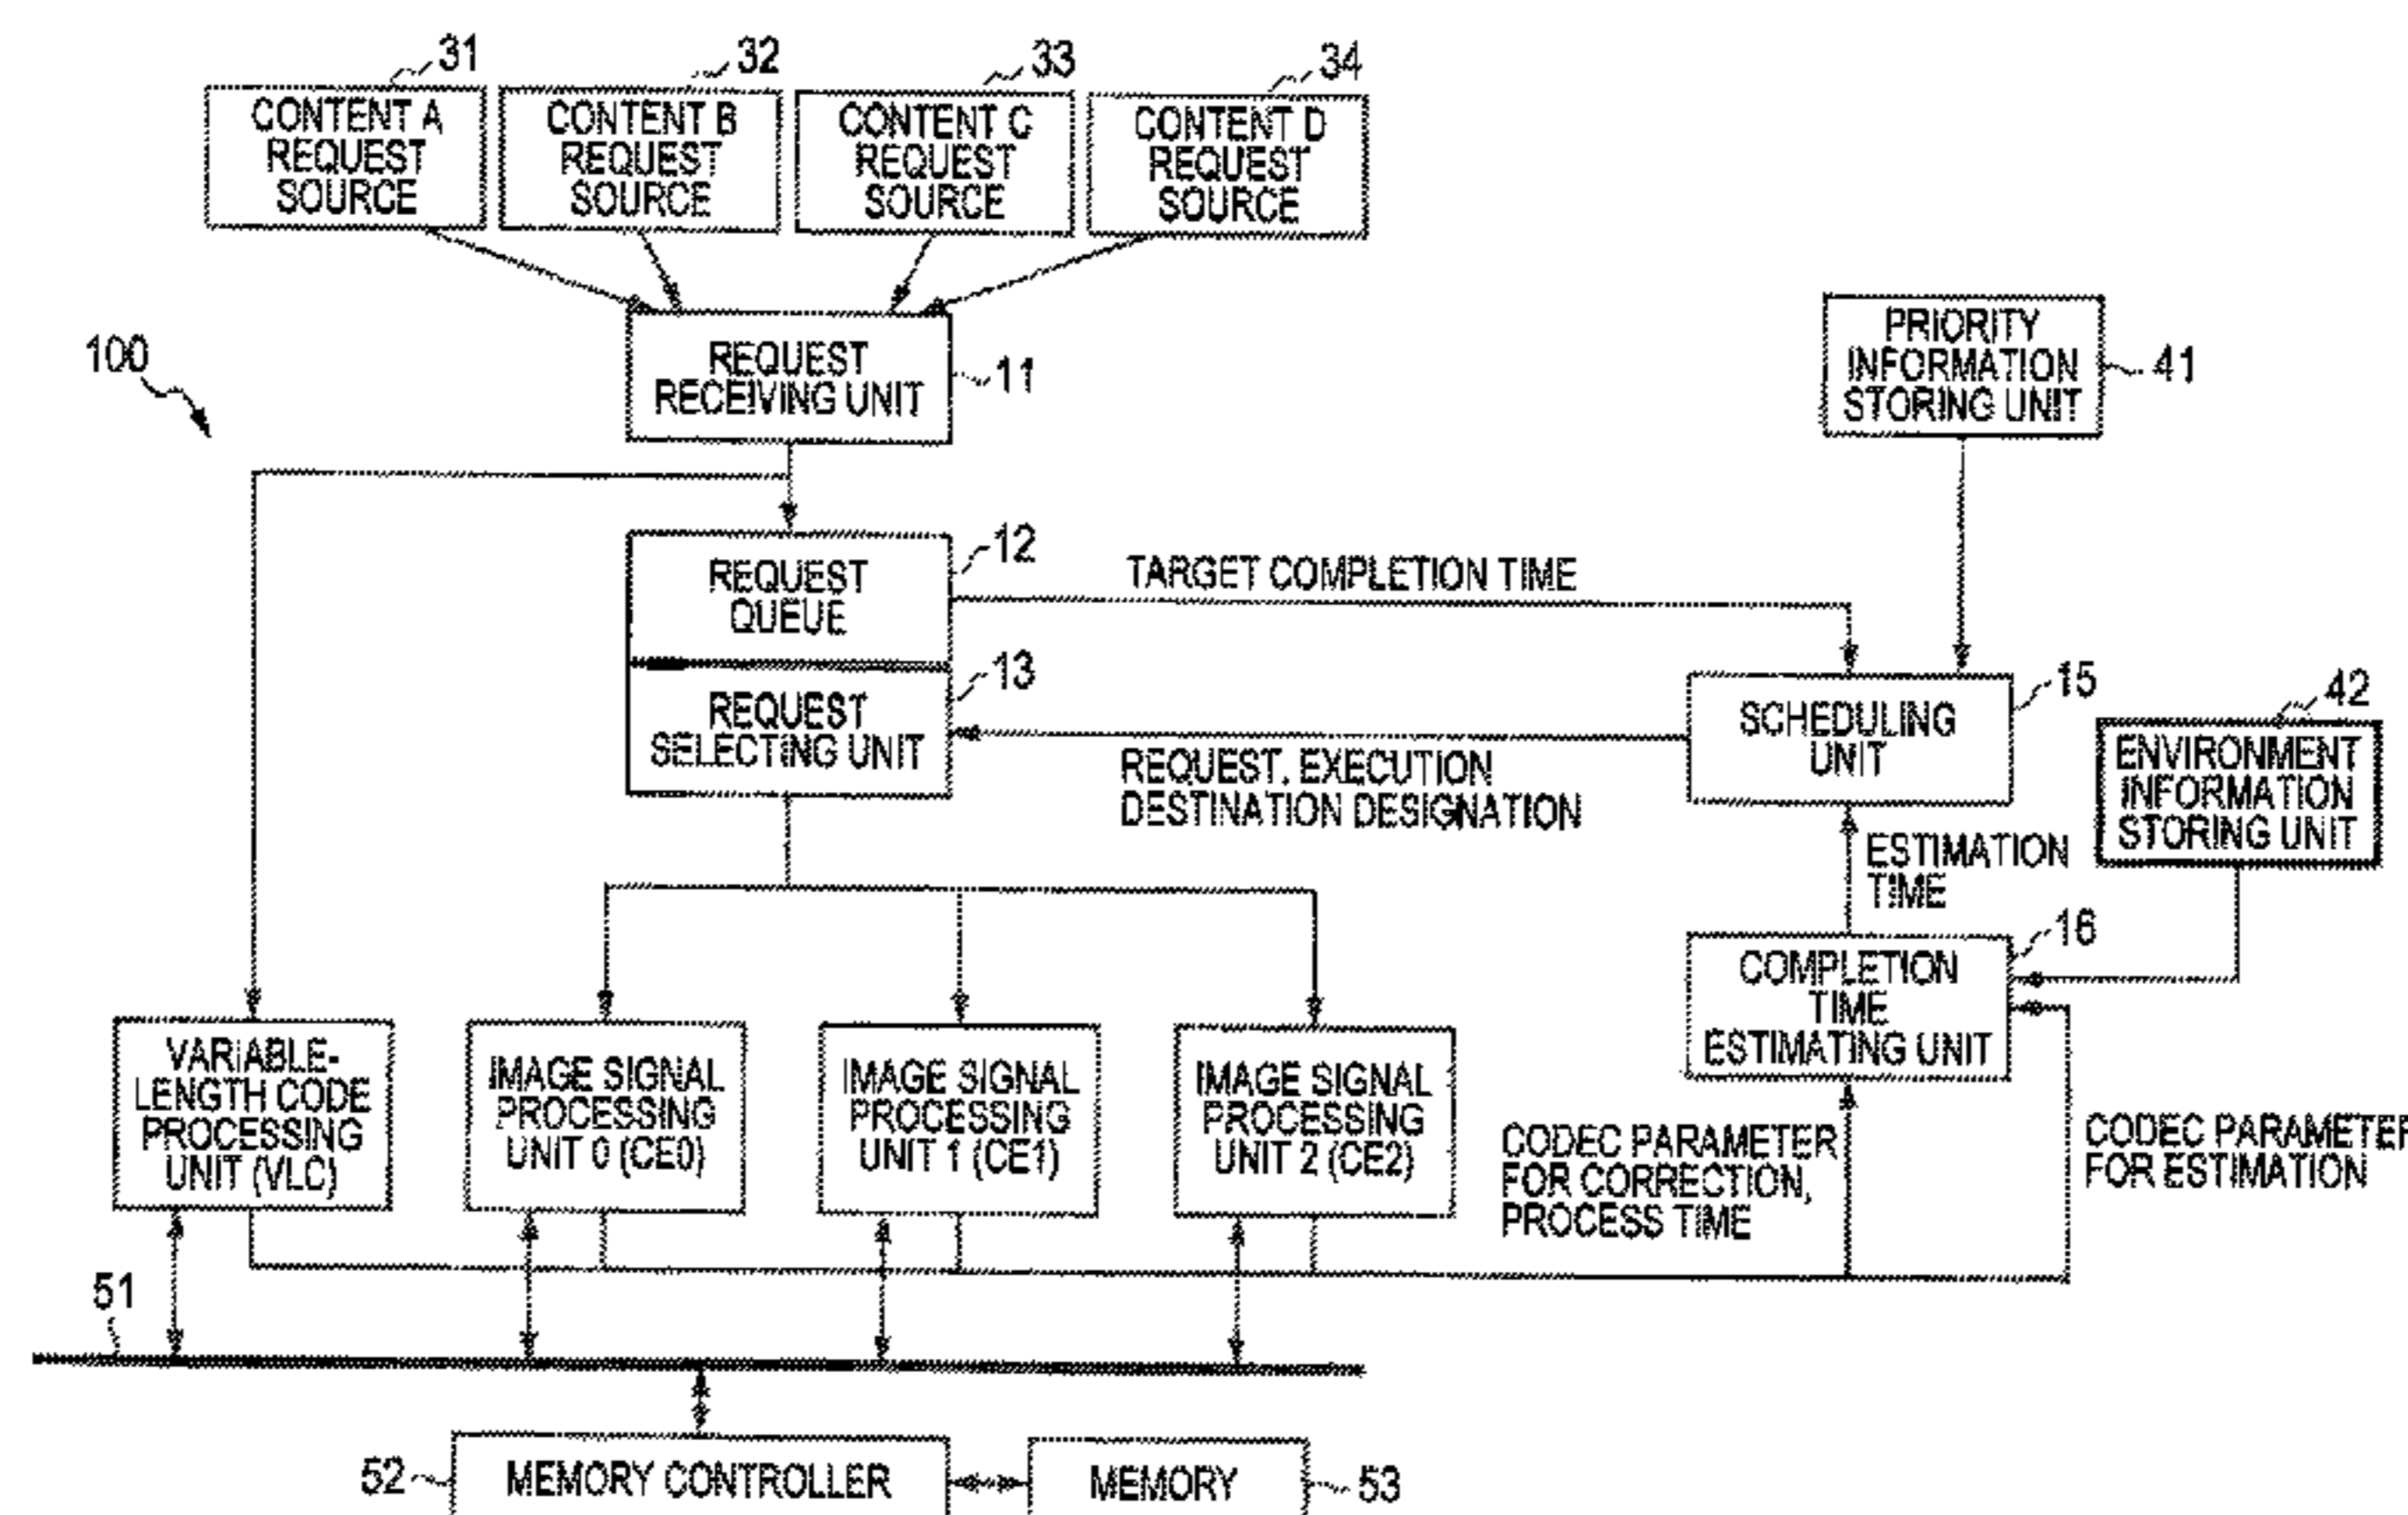 31
32
33
34
CONTENT A
REQUEST
SOURCE
CONTENT B
REQUEST
SOURCE
CONTENT C
REQUEST
SOURCE
CONTENT D
REQUEST
SOURCE
100
REQUEST
RECEIVING UNIT
11
PRIORITY
INFORMATION
STORING UNIT
41
REQUEST
QUEUE
12
TARGET COMPLETION TIME
REQUEST
SELECTING UNIT
13
REQUEST, EXECUTION
DESTINATION DESIGNATION
SCHEDULING
UNIT
15
42
ENVIRONMENT
INFORMATION
STORING UNIT
ESTIMATION
TIME
COMPLETION
TIME
ESTIMATING UNIT
16
VARIABLE-
LENGTH CODE
PROCESSING
UNIT (VLC)
IMAGE SIGNAL
PROCESSING
UNIT 0 (CE0)
IMAGE SIGNAL
PROCESSING
UNIT 1 (CE1)
IMAGE SIGNAL
PROCESSING
UNIT 2 (CE2)
CODEC PARAMETER
FOR CORRECTION,
PROCESS TIME
CODEC PARAMETER
FOR ESTIMATION
51
52
MEMORY CONTROLLER
MEMORY
53